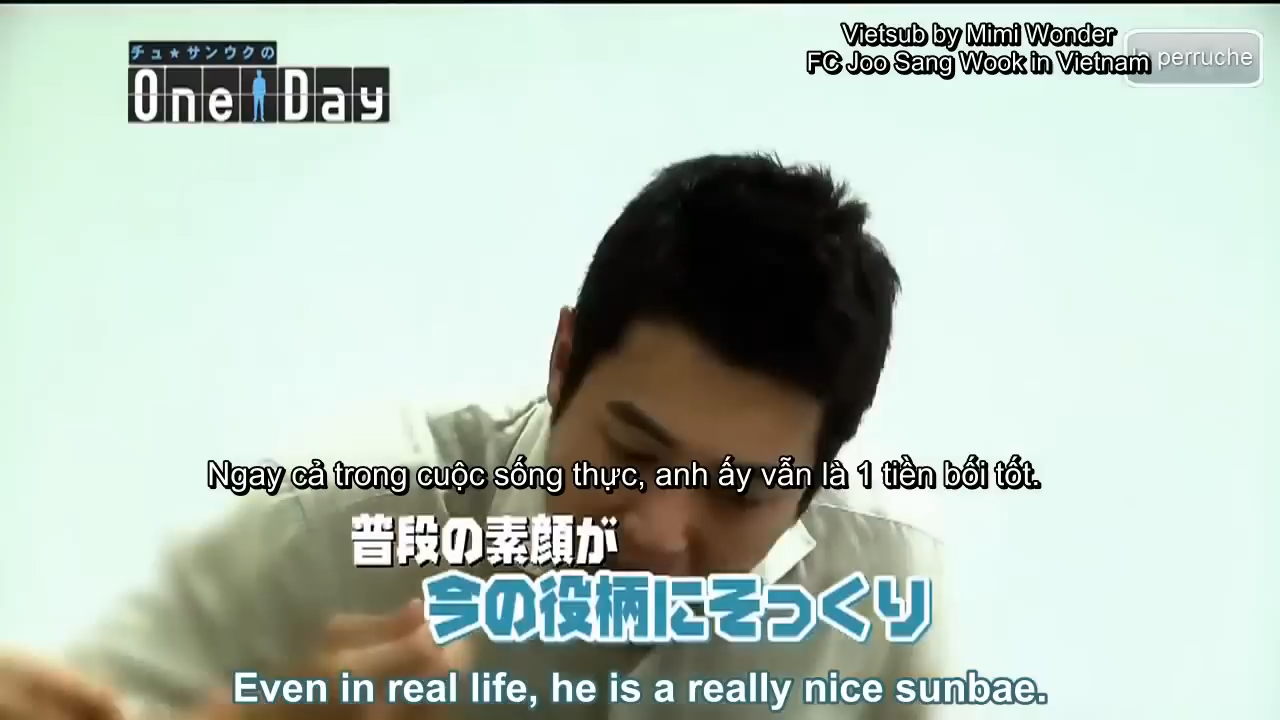 チュ★サンウクの
One Day
Vietsub by Mimi Wonder
FC Joo Sang Wook in Vietnam
la perruche
Ngay cả trong cuộc sống thực, anh ấy vẫn là 1 tiền bối tốt.
普段の素顔が
今の役柄にそっくり
Even in real life, he is a really nice sunbae.